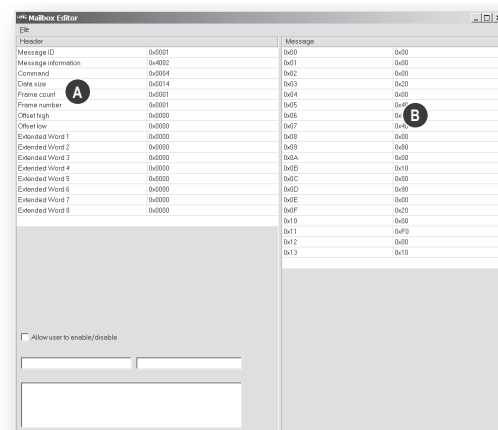 Mailbox Editor
File
Header
Message ID 0x0001
Message information 0x4002
Command 0x0004
Data size 0x0014
Frame count 0x0001
Frame number 0x0001
Offset high 0x0000
Offset low 0x0000
Extended Word 1 0x0000
Extended Word 2 0x0000
Extended Word 3 0x0000
Extended Word 4 0x0000
Extended Word 5 0x0000
Extended Word 6 0x0000
Extended Word 7 0x0000
Extended Word 8 0x0000
A
Allow user to enable/disable
Message
0x00 0x00
0x01 0x00
0x02 0x00
0x03 0x20
0x04 0x00
0x05
0x06
0x07
0x08 0x00
0x09 0x80
0x0A 0x00
0x0B 0x10
0x0C 0x00
0x0D 0x90
0x0E 0x00
0x0F 0x20
0x10 0x00
0x11 0xF0
0x12 0x00
0x13 0x10
B